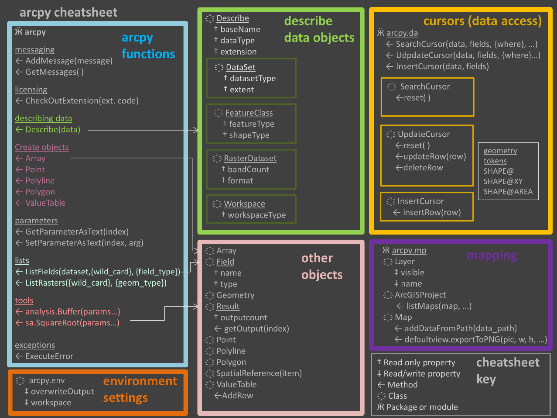 arcpy cheatsheet
Ж arcpy
arcpy functions
messaging
← AddMessage(message)
← GetMessages( )
licensing
← CheckOutExtension(ext. code)
describing data
← Describe(data)
Create objects
← Array
← Point
← Polyline
← Polygon
← ValueTable
parameters
← GetParameterAsText(index)
← SetParameterAsText(index, arg)
lists
← ListFields(dataset,{wild_card}, {field_type})
← ListRasters({wild_card}, {geom_type})
tools
← analysis.Buffer(params...)
← sa.SquareRoot(params...)
exceptions
← ExecuteError
arcpy.env
‡ overwriteOutput
‡ workspace
environment
settings
Describe
† baseName
† dataType
† extension
describe
data objects
DataSet
† datasetType
† extent
FeatureClass
† featureType
† shapeType
RasterDataset
† bandCount
† format
Workspace
† workspaceType
Array
Field
† name
† type
Geometry
Result
† outputcount
← getOutput(index)
Point
Polyline
Polygon
SpatialReference(item)
ValueTable
←AddRow
other
objects
cursors (data access)
Ж arcpy.da
← SearchCursor(data, fields, {where}, ...)
← UdpdateCursor(data, fields, {where}...)
← InsertCursor(data, fields)
SearchCursor
←reset( )
UpdateCursor
←reset( )
←updateRow(row)
←deleteRow
InsertCursor
← insertRow(row)
geometry
tokens
SHAPE@
SHAPE@XY
SHAPE@AREA
Ж arcpy.mp
mapping
Layer
‡ visible
‡ name
ArcGISProject
← listMaps(map, ...)
Map
← addDataFromPath(data_path)
← defaultview.exportToPNG(pic, w, h, ...)
† Read only property
‡ Read/write property
← Method
Class
Ж Package or module
cheatsheet
key